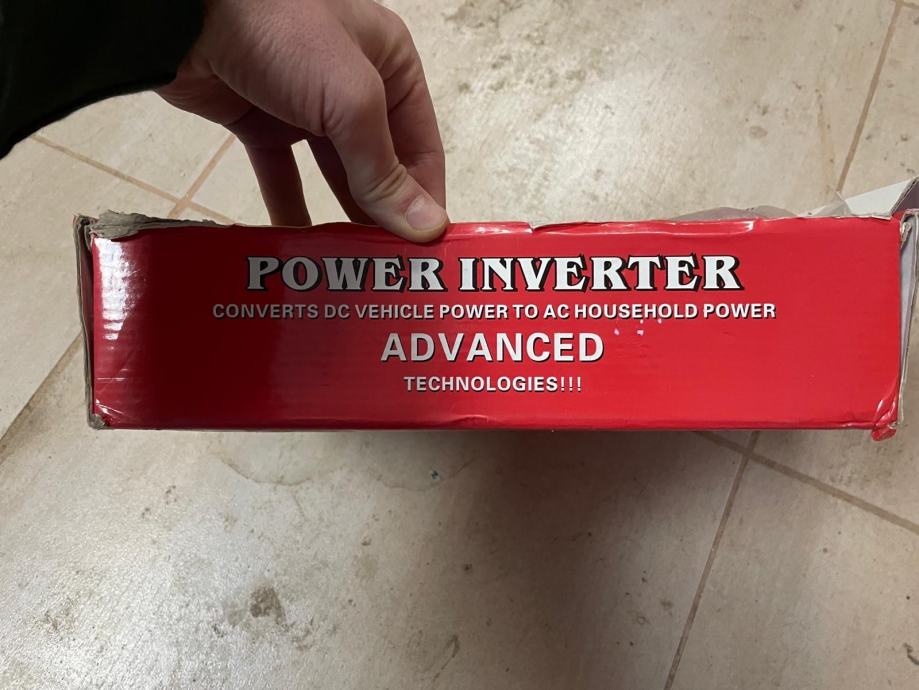 POWER INVERTER
CONVERTS DC VEHICLE POWER TO AC HOUSEHOLD POWER
ADVANCED
TECHNOLOGIES!!!